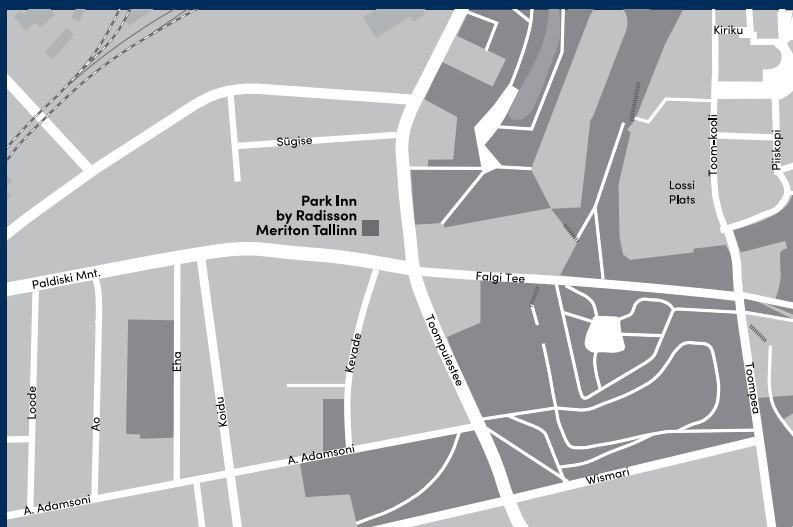 Kiriku
Toom-kooli
Piiskopi
Sügise
Lossi
Plats
Park Inn
by Radisson
Meriton Tallinn
Paldiski Mnt.
Falgi Tee
Toompuiestee
Kevade
Eha
Loode
Ao
Koidu
Toompea
A. Adamsoni
Wismari
A. Adamsoni